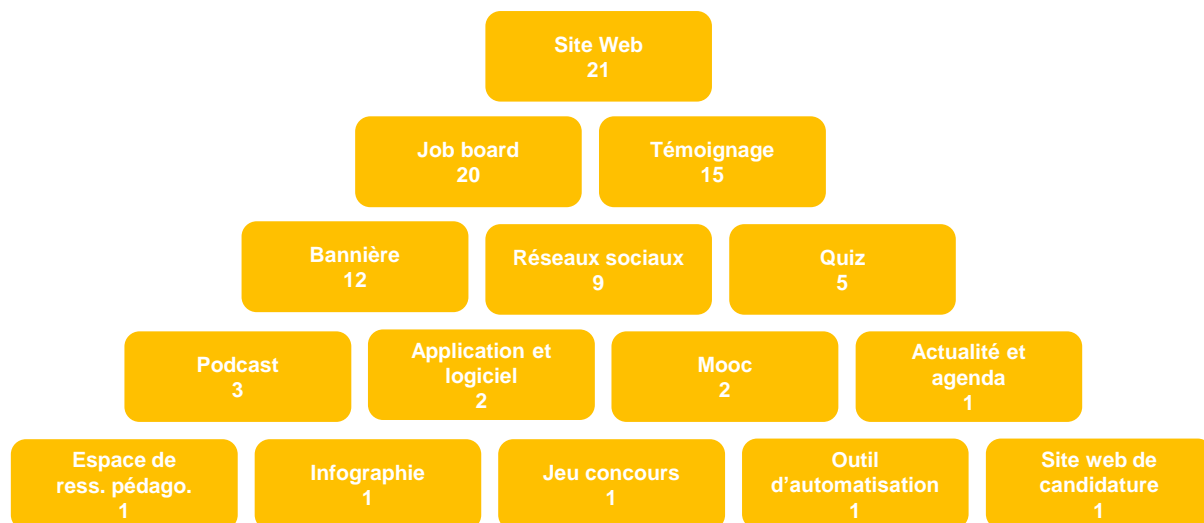 Site Web
21
Job board
20
Témoignage
15
Bannière
12
Réseaux sociaux
9
Quiz
5
Podcast
3
Application et
logiciel
2
Mooc
2
Actualité et
agenda
1
Espace de
ress. pédago.
1
Infographie
1
Jeu concours
1
Outil
d’automatisation
1
Site web de
candidature
1